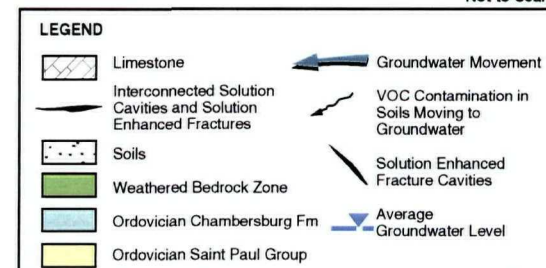 LEGEND
Limestone
Interconnected Solution
Cavities and Solution
Enhanced Fractures
Soils
Weathered Bedrock Zone
Ordovician Chambersburg Fm
Ordovician Saint Paul Group
Groundwater Movement
VOC Contamination in
Soils Moving to
Groundwater
Solution Enhanced
Fracture Cavities
Average
Groundwater Level